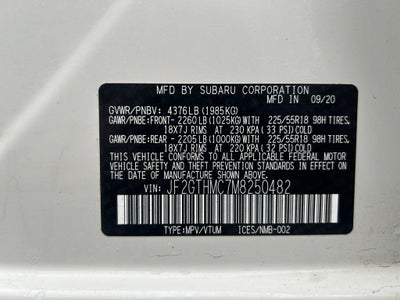 MFD BY SUBARU CORPORATION
09/20
GVWR/PNBV: 4376LB (1985KG)
GAWR/PNBE:FRONT- 2260LB (1025KG)WITH 225/55R18 98H TIRES,
18X7J RIMS AT 230 KPA ( 33 PSI) COLD
GAWR/PNBE:REAR - 2205LB (1000KG)WITH 225/55R18 98H TIRES,
18X7J RIMS AT 220 KPA ( 32 PSI) COLD
THIS VEHICLE CONFORMS TO ALL APPLICABLE FEDERAL MOTOR
VEHICLE SAFETY, BUMPER, AND THEFT PREVENTION STANDARDS
IN EFFECT ON THE DATE OF MANUFACTURE SHOWN ABOVE.
VIN: JF2GTHMC7M8250482
TYPE:MPV/VTUM ICES/NMB-002